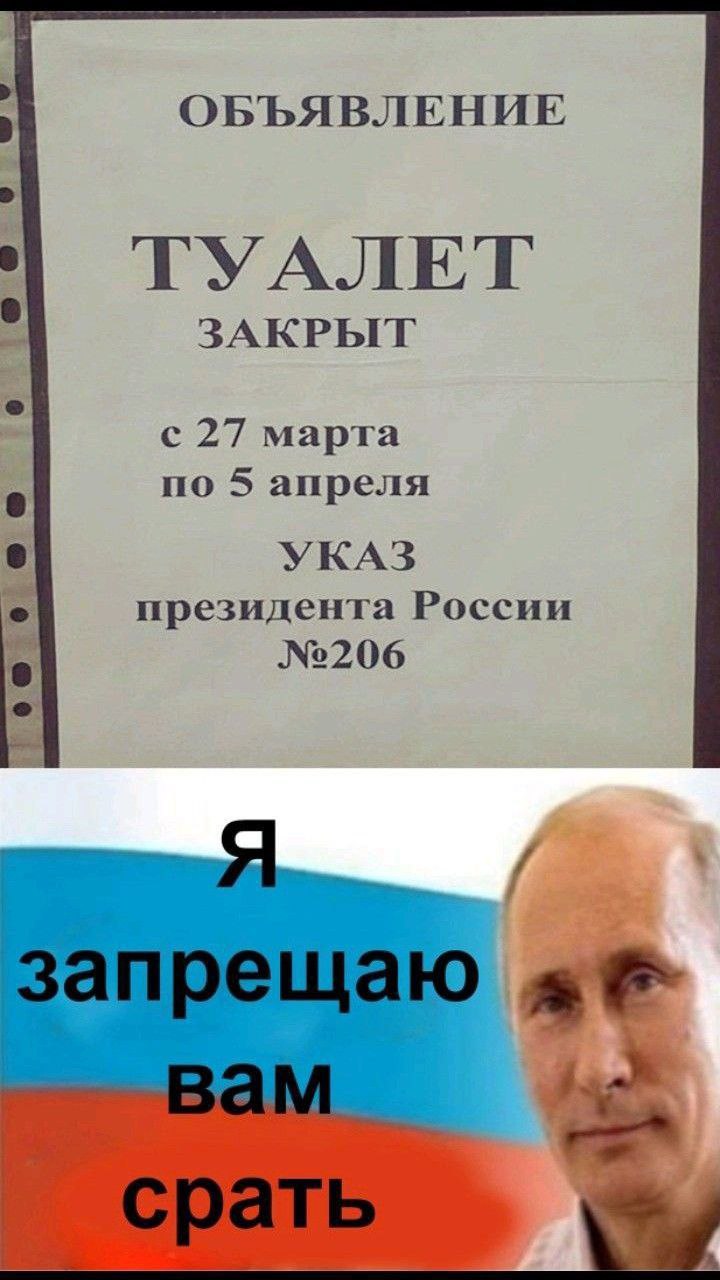 ОБЪЯВЛЕНИЕ
ТУАЛЕТ
ЗАКРЫТ
с 27 марта
по 5 апреля
УКАЗ
президента России
№206
Я
запрещаю
вам
срать